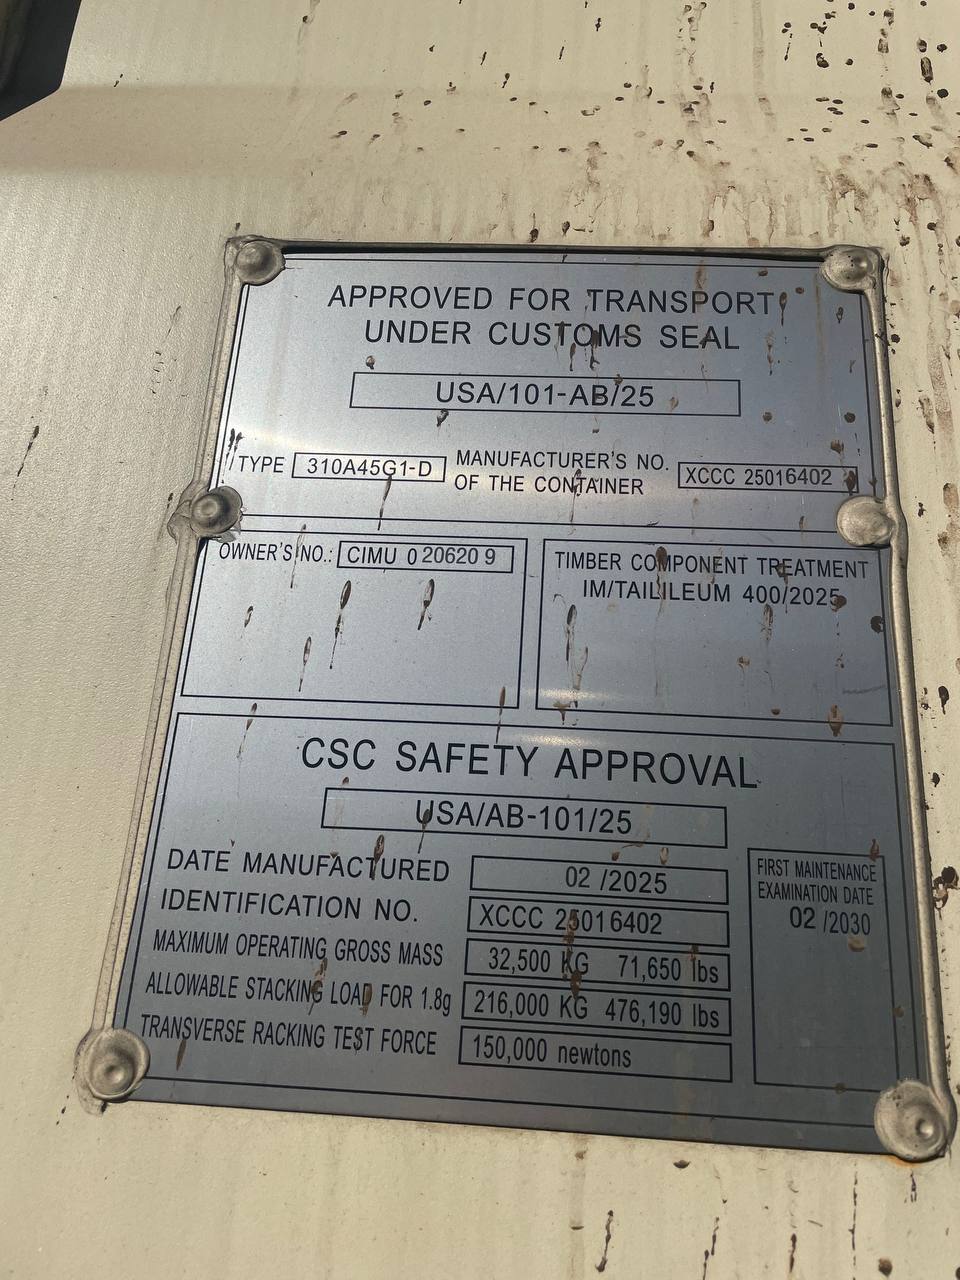 APPROVED FOR TRANSPORT
UNDER CUSTOMS SEAL
USA/101-AB/25
TYPE 310A45G1-D
MANUFACTURER'S NO.
OF THE CONTAINER
XCCC 25016402
OWNER'S NO.: CIMU 020620 9
TIMBER COMPONENT TREATMENT
IM/TAILILEUM 400/2025
CSC SAFETY APPROVAL
USA/AB-101/25
DATE MANUFACTURED 02 /2025
IDENTIFICATION NO. XCCC 25016402
MAXIMUM OPERATING GROSS MASS 32,500 KG 71,650 lbs
ALLOWABLE STACKING LOAD FOR 1.8g 216,000 KG 476,190 lbs
TRANSVERSE RACKING TEST FORCE 150,000 newtons
FIRST MAINTENANCE
EXAMINATION DATE
02 /2030